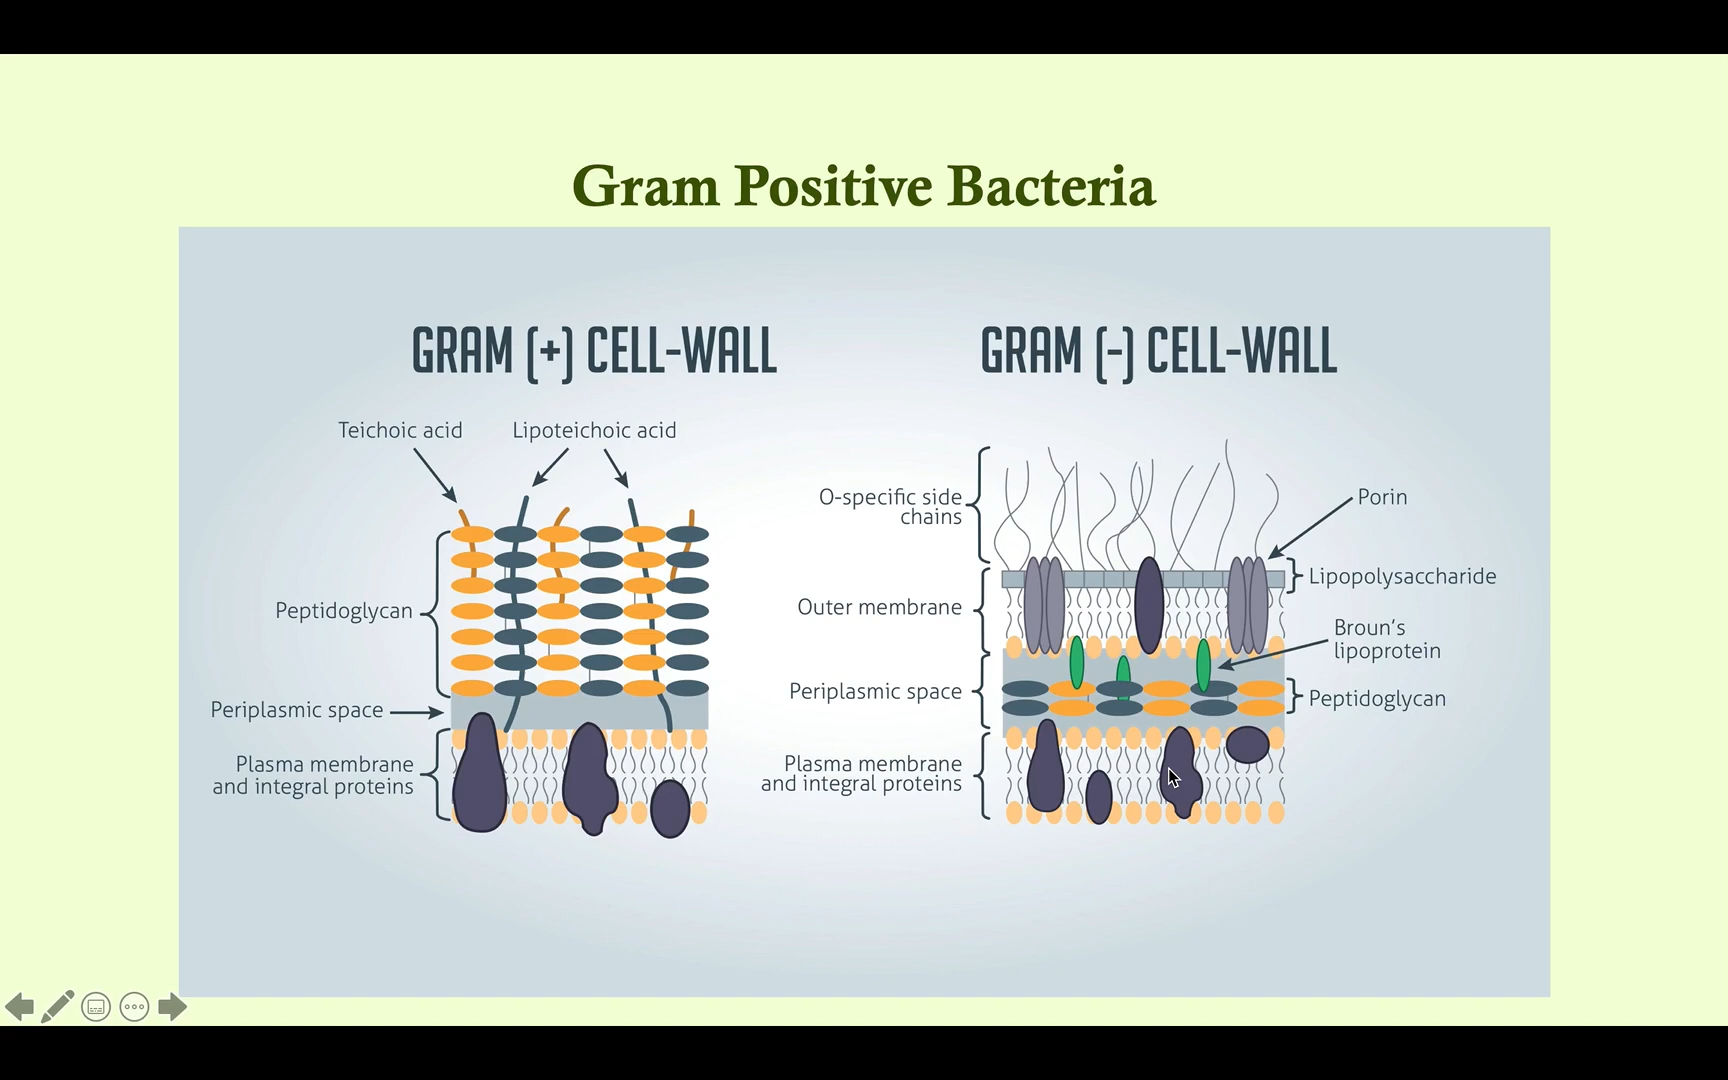 Gram Positive Bacteria
GRAM (+) CELL-WALL
Teichoic acid
Lipoteichoic acid
Peptidoglycan
Periplasmic space
Plasma membrane
and integral proteins
GRAM (-) CELL-WALL
O-specific side
chains
Outer membrane
Periplasmic space
Plasma membrane
and integral proteins
Porin
Lipopolysaccharide
Broun's
lipoprotein
Peptidoglycan